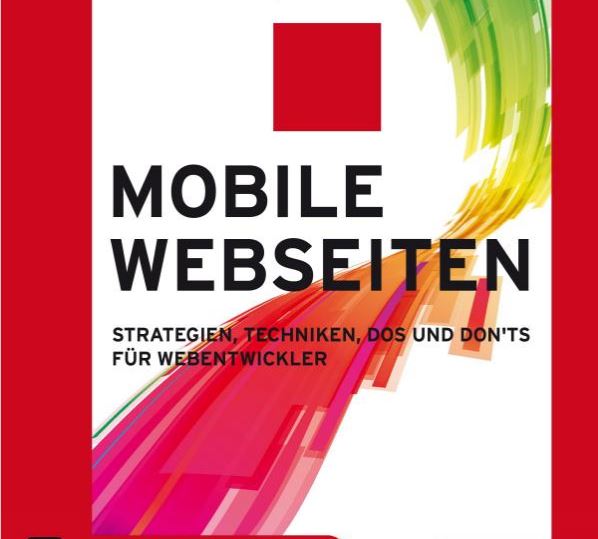 MOBILE
WEBSEITEN
STRATEGIEN, TECHNIKEN, DOS UND DON'TS
FÜR WEBENTWICKLER